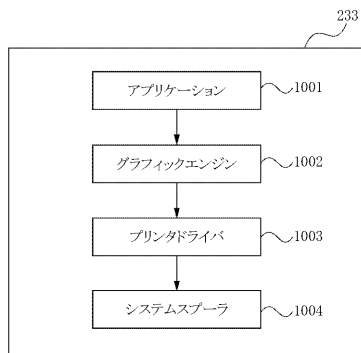 233
アプリケーション 1001
グラフィックエンジン 1002
プリンタドライバ 1003
システムスプーラ 1004